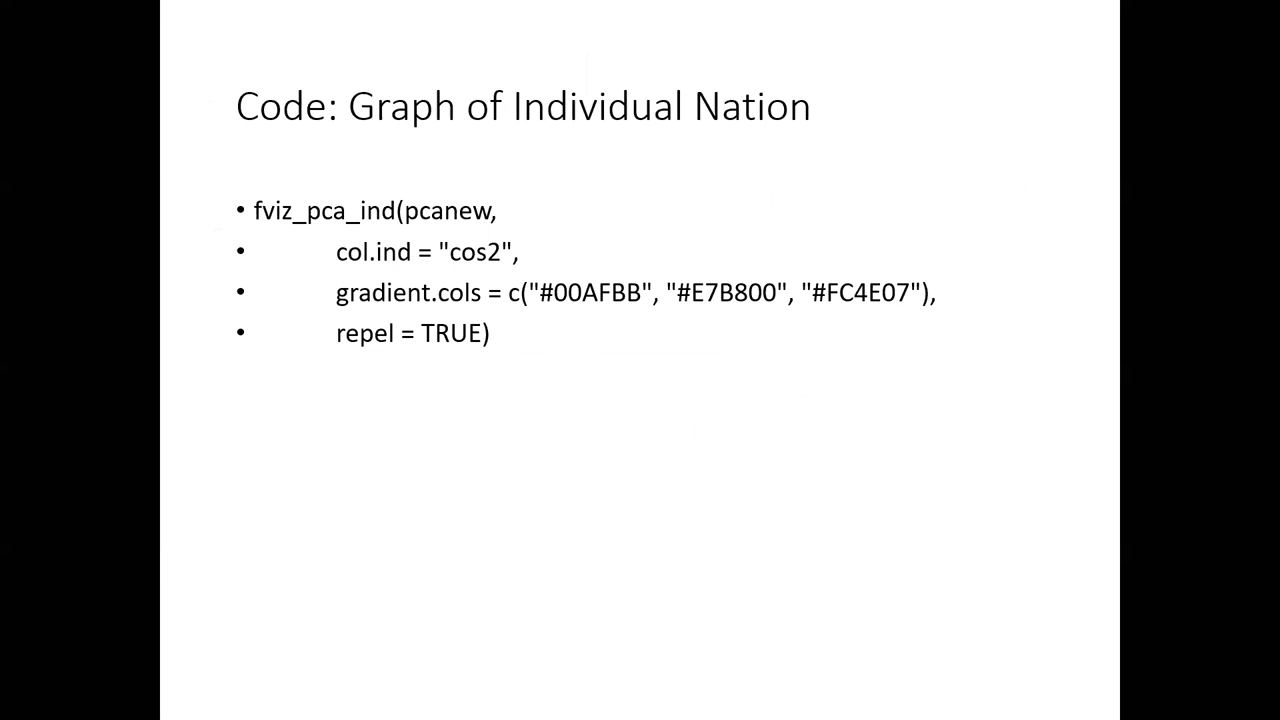 Code: Graph of Individual Nation
• fviz_pca_ind(pcanew,
• col.ind = "cos2",
• gradient.cols = c("#00AFBB", "#E7B800", "#FC4E07"),
• repel = TRUE)